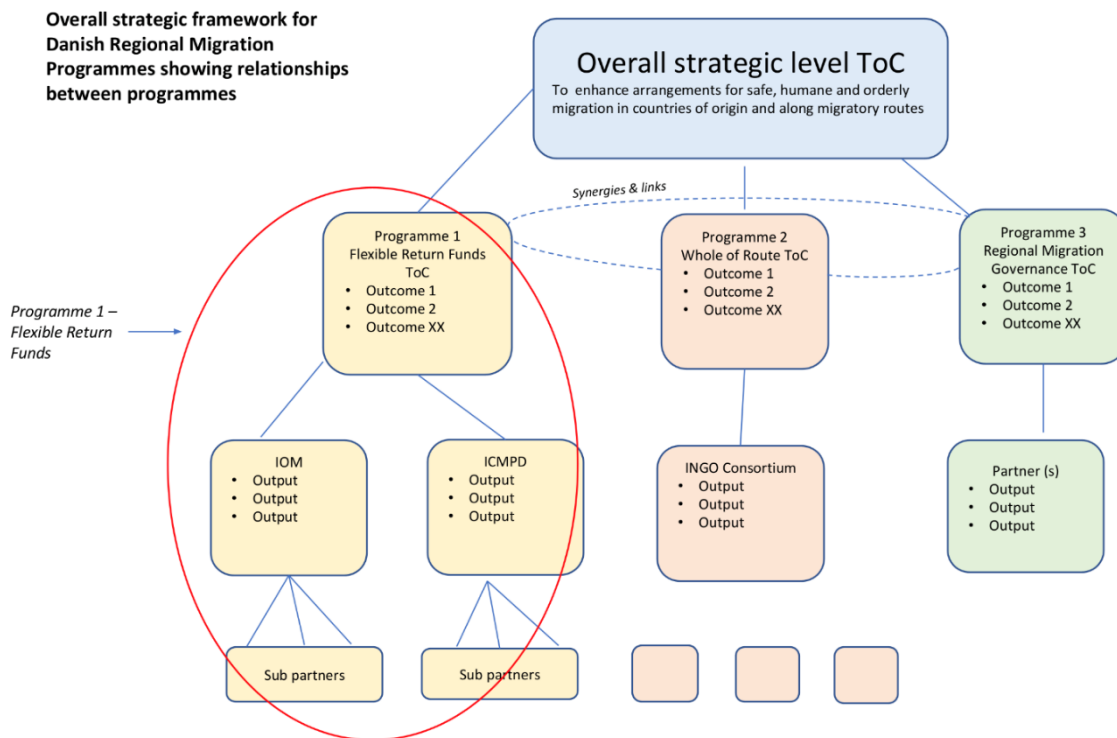 Overall strategic framework for
Danish Regional Migration
Programmes showing relationships
between programmes
Overall strategic level ToC
To enhance arrangements for safe, humane and orderly
migration in countries of origin and along migratory routes
Synergies & links
Programme 1 –
Flexible Return
Funds
Programme 1
Flexible Return Funds
ToC
• Outcome 1
• Outcome 2
• Outcome XX
Programme 2
Whole of Route ToC
• Outcome 1
• Outcome 2
• Outcome XX
Programme 3
Regional Migration
Governance ToC
• Outcome 1
• Outcome 2
• Outcome XX
IOM
• Output
• Output
• Output
ICMPD
• Output
• Output
• Output
INGO Consortium
• Output
• Output
• Output
Partner (s)
• Output
• Output
• Output
Sub partners
Sub partners